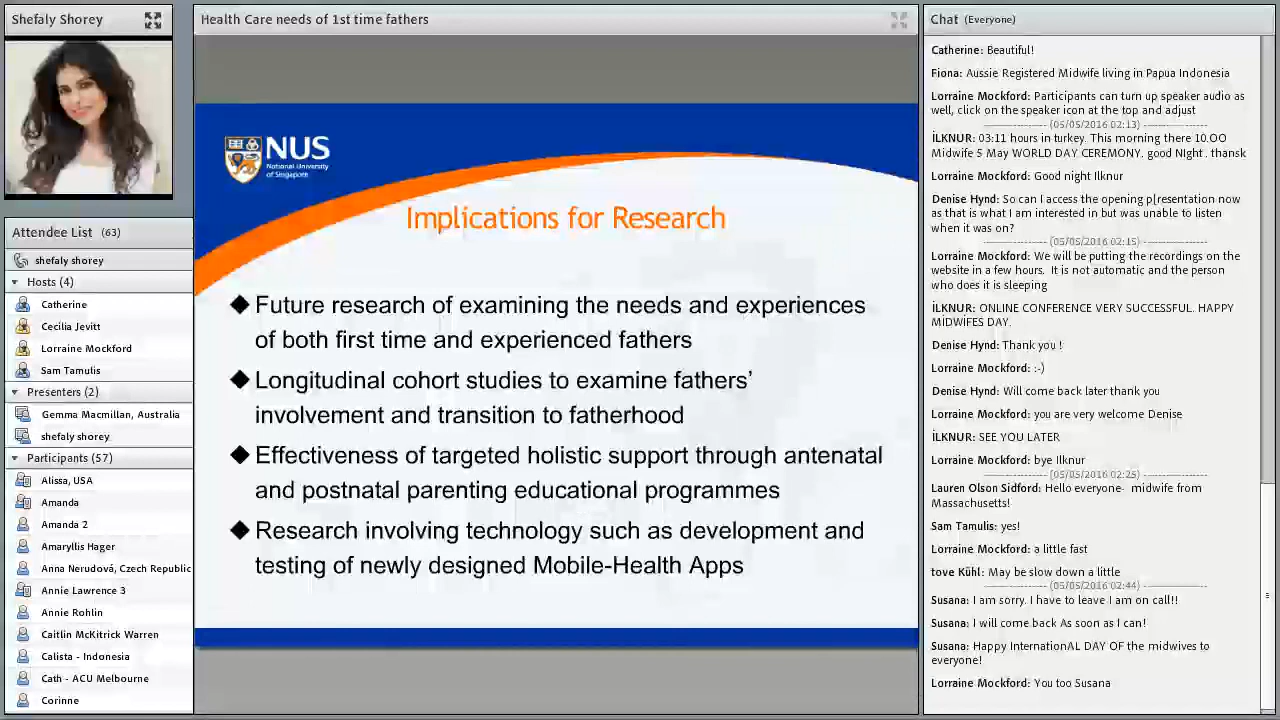 Shefaly Shorey
Attendee List (63)
shefaly shorey
Hosts (4)
Catherine
Cecilia Jevitt
Lorraine Mockford
Sam Tamulis
Presenters (2)
Gemma Macmillan, Australia
shefaly shorey
Participants (57)
Alissa, USA
Amanda
Amanda 2
Amaryllis Hager
Anna Nerudová, Czech Republic
Annie Lawrence 3
Annie Rohlin
Caitlin McKitrick Warren
Calista - Indonesia
Cath - ACU Melbourne
Corinne
Health Care needs of 1st time fathers
NUS
National University
of Singapore
Implications for Research
◆ Future research of examining the needs and experiences
of both first time and experienced fathers
◆ Longitudinal cohort studies to examine fathers’
involvement and transition to fatherhood
◆ Effectiveness of targeted holistic support through antenatal
and postnatal parenting educational programmes
◆ Research involving technology such as development and
testing of newly designed Mobile-Health Apps
Chat (Everyone)
Catherine: Beautiful!
Fiona: Aussie Registered Midwife living in Papua Indonesia
Lorraine Mockford: Participants can turn up speaker audio as
well, click on the speaker icon at the top and adjust
------------------ (05/05/2016 02:13) ------------------
İLKNUR: 03:11 hours in turkey. This morning there 10.OO
Midwife 5 May WORLD DAY CEREMONY. good NighT. thansk
Lorraine Mockford: Good night Ilknur
Denise Hynd: So can I access the opening p[resentation now
as that is what I am interested in but was unable to listen
when it was on?
------------------ (05/05/2016 02:15) ------------------
Lorraine Mockford: We will be putting the recordings on the
website in a few hours. It is not automatic and the person
who does it is sleeping
İLKNUR: ONLINE CONFERENCE VERY SUCCESSFUL. HAPPY
MIDWİFES DAY.
Denise Hynd: Thank you !
Lorraine Mockford: :-)
Denise Hynd: Will come back later thank you
Lorraine Mockford: you are very welcome Denise
İLKNUR: SEE YOU LATER
Lorraine Mockford: bye Ilknur
------------------ (05/05/2016 02:25) ------------------
Lauren Olson Sidford: Hello everyone- midwife from
Massachusetts!
Sam Tamulis: yes!
Lorraine Mockford: a little fast
tove Kühl: May be slow down a little
------------------ (05/05/2016 02:44) ------------------
Susana: I am sorry. I have to leave I am on call!!
Susana: I will come back As soon as I can!
Susana: Happy InternationAL DAY OF the midwives to
everyone!
Lorraine Mockford: You too Susana